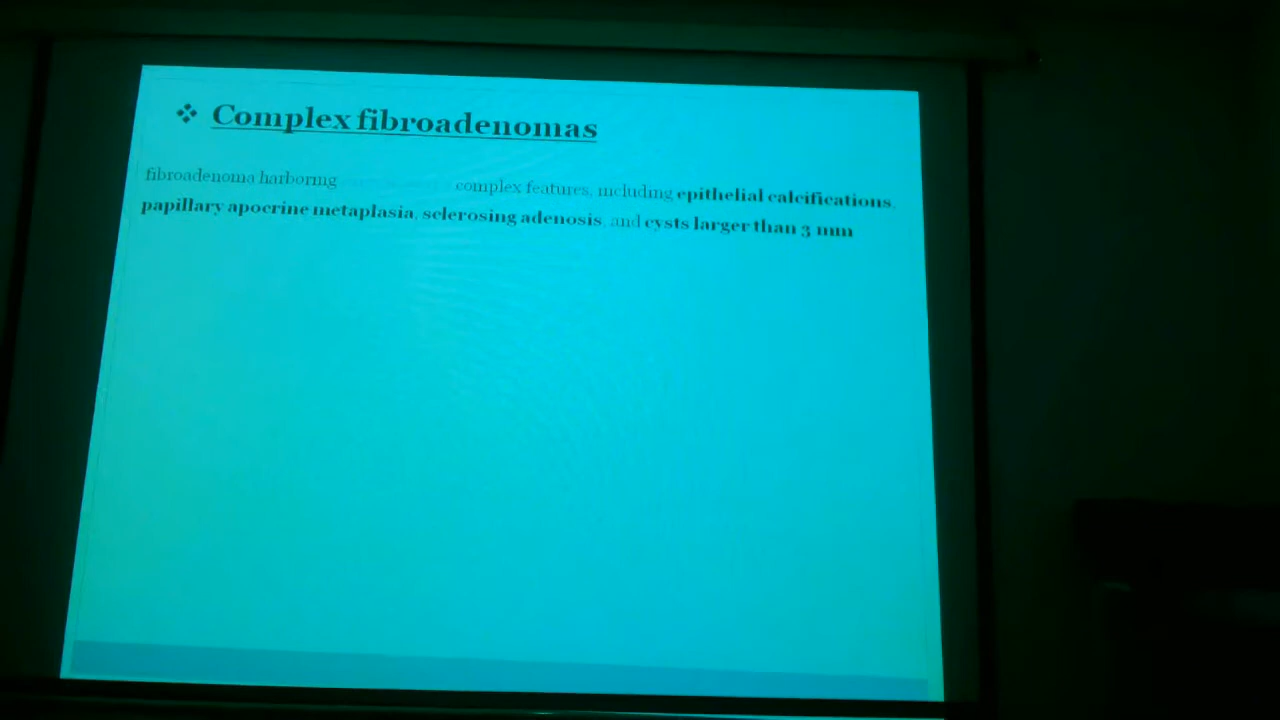 ❖ Complex fibroadenomas
fibroadenoma harboring complex features, including epithelial calcifications,
papillary apocrine metaplasia, sclerosing adenosis, and cysts larger than 3 mm